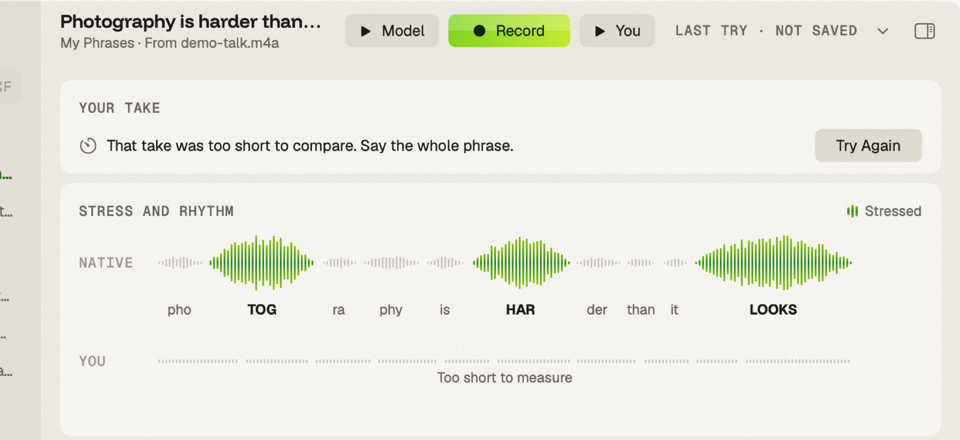 Photography is harder than…
Model
Record
You
LAST TRY · NOT SAVED
My Phrases · From demo-talk.m4a
YOUR TAKE
That take was too short to compare. Say the whole phrase.
Try Again
STRESS AND RHYTHM
Stressed
NATIVE
pho TOG ra phy is HAR der than it LOOKS
YOU
Too short to measure